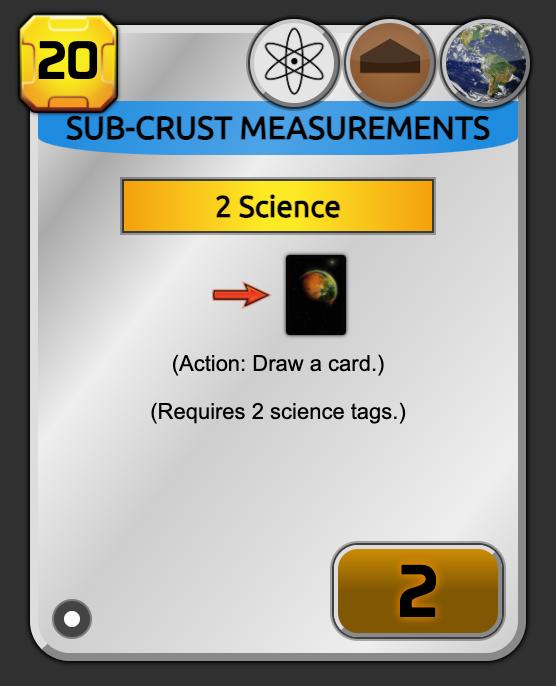 20
SUB-CRUST MEASUREMENTS
2 Science
(Action: Draw a card.)
(Requires 2 science tags.)
2